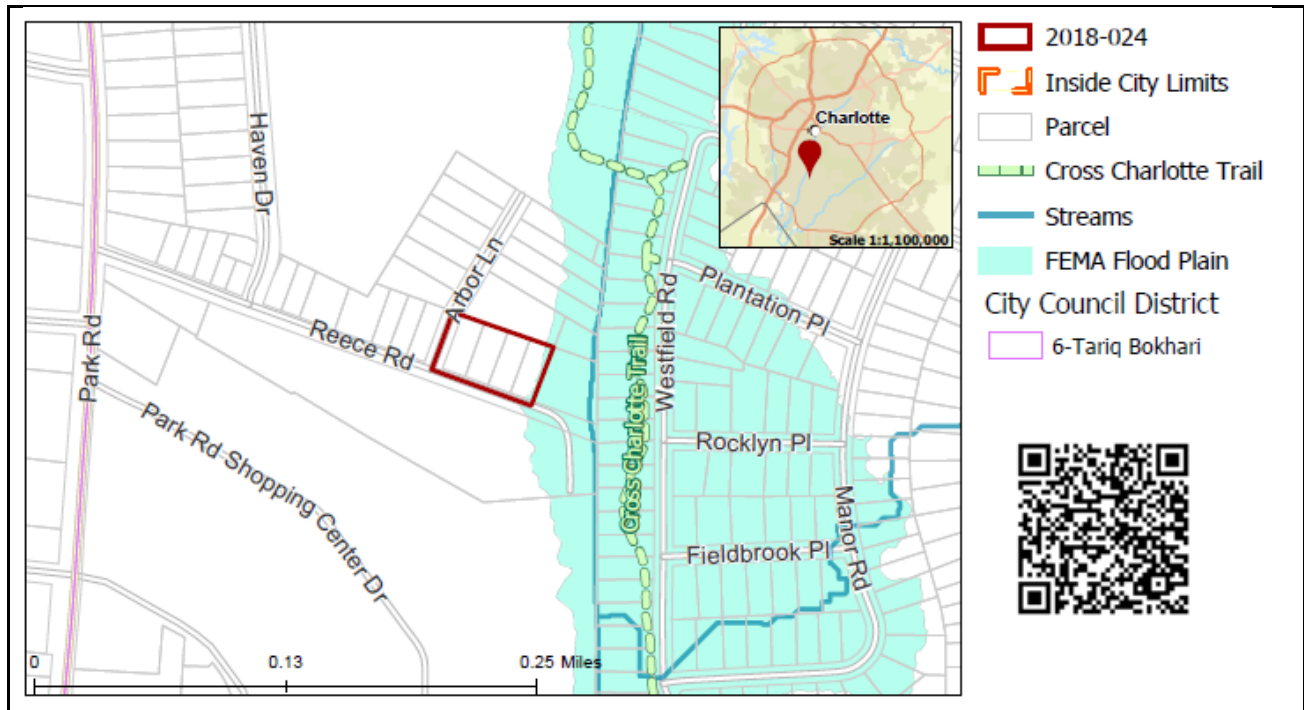 Haven Dr
Arbor Ln
Reece Rd
Park Rd
Park Rd Shopping Center Dr
Cross Charlotte Trail
Westfield Rd
Plantation Pl
Rocklyn Pl
Fieldbrook Pl
Manor Rd
Charlotte
Scale 1:1,100,000
0 0.13 0.25 Miles
2018-024
Inside City Limits
Parcel
Cross Charlotte Trail
Streams
FEMA Flood Plain
City Council District
6-Tariq Bokhari